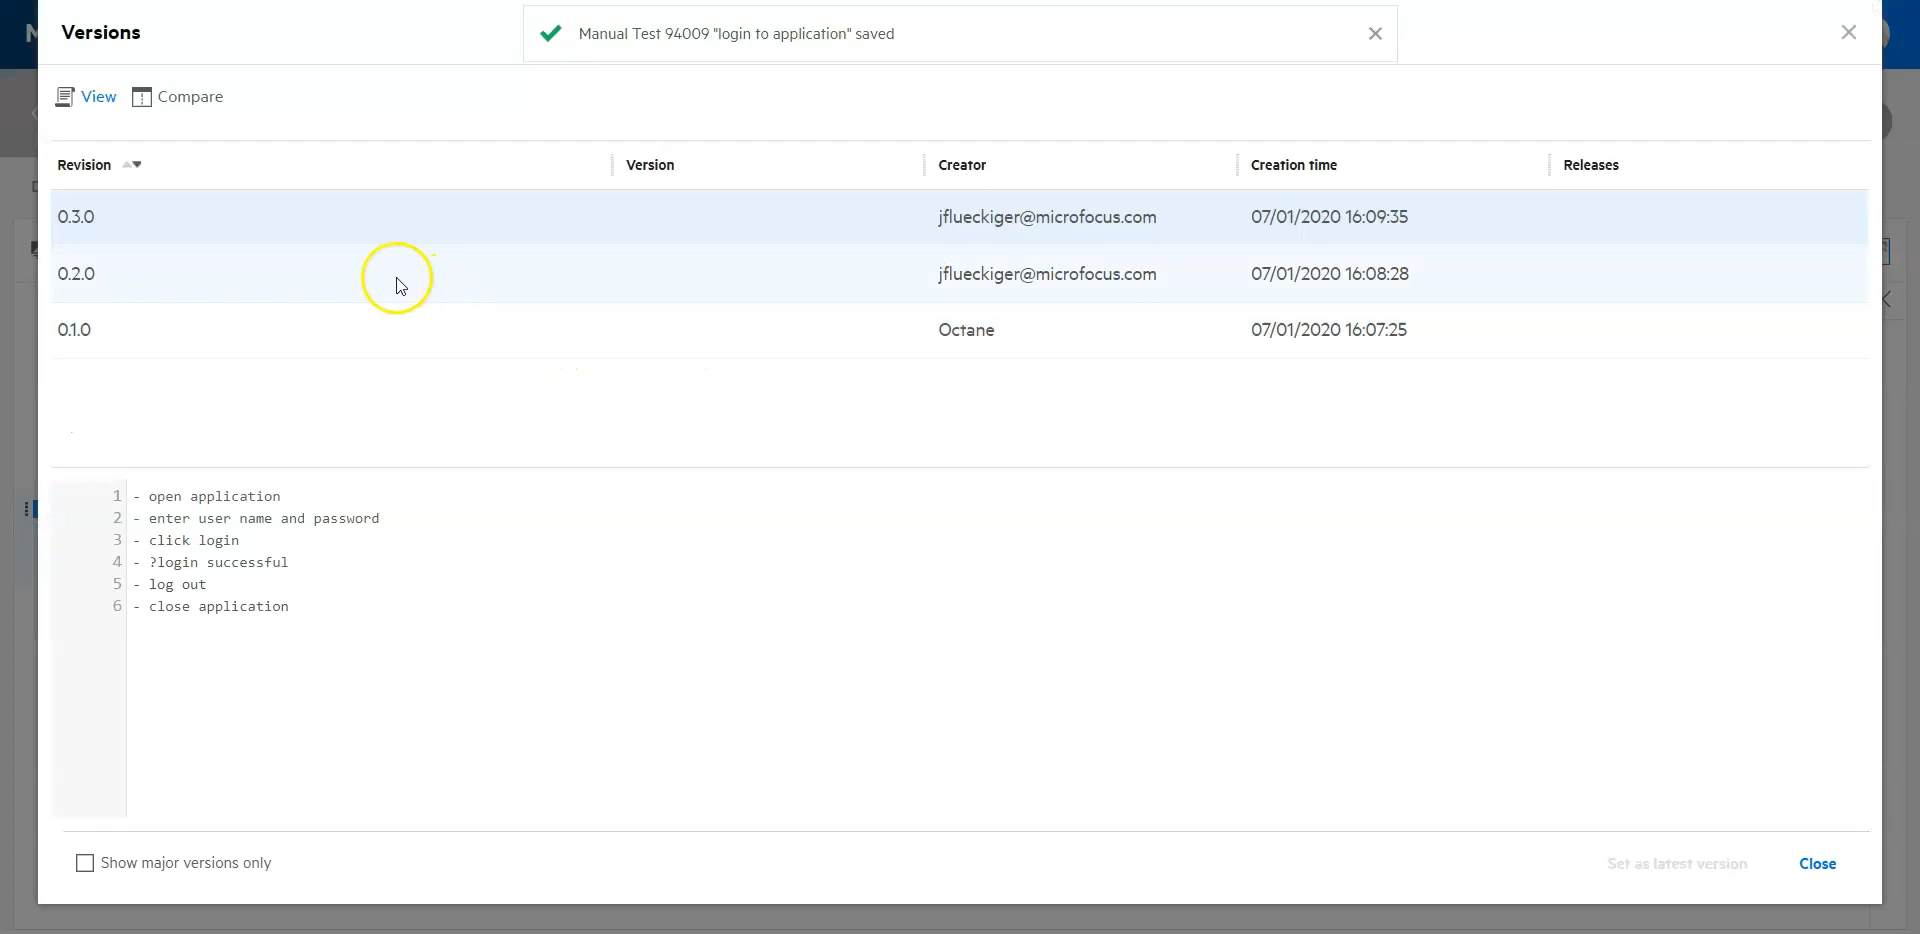 Versions
Manual Test 94009 "login to application" saved
View Compare
Revision Version Creator Creation time Releases
0.3.0 jflueckiger@microfocus.com 07/01/2020 16:09:35
0.2.0 jflueckiger@microfocus.com 07/01/2020 16:08:28
0.1.0 Octane 07/01/2020 16:07:25
1 - open application
2 - enter user name and password
3 - click login
4 - ?login successful
5 - log out
6 - close application
Show major versions only
Set as latest version Close